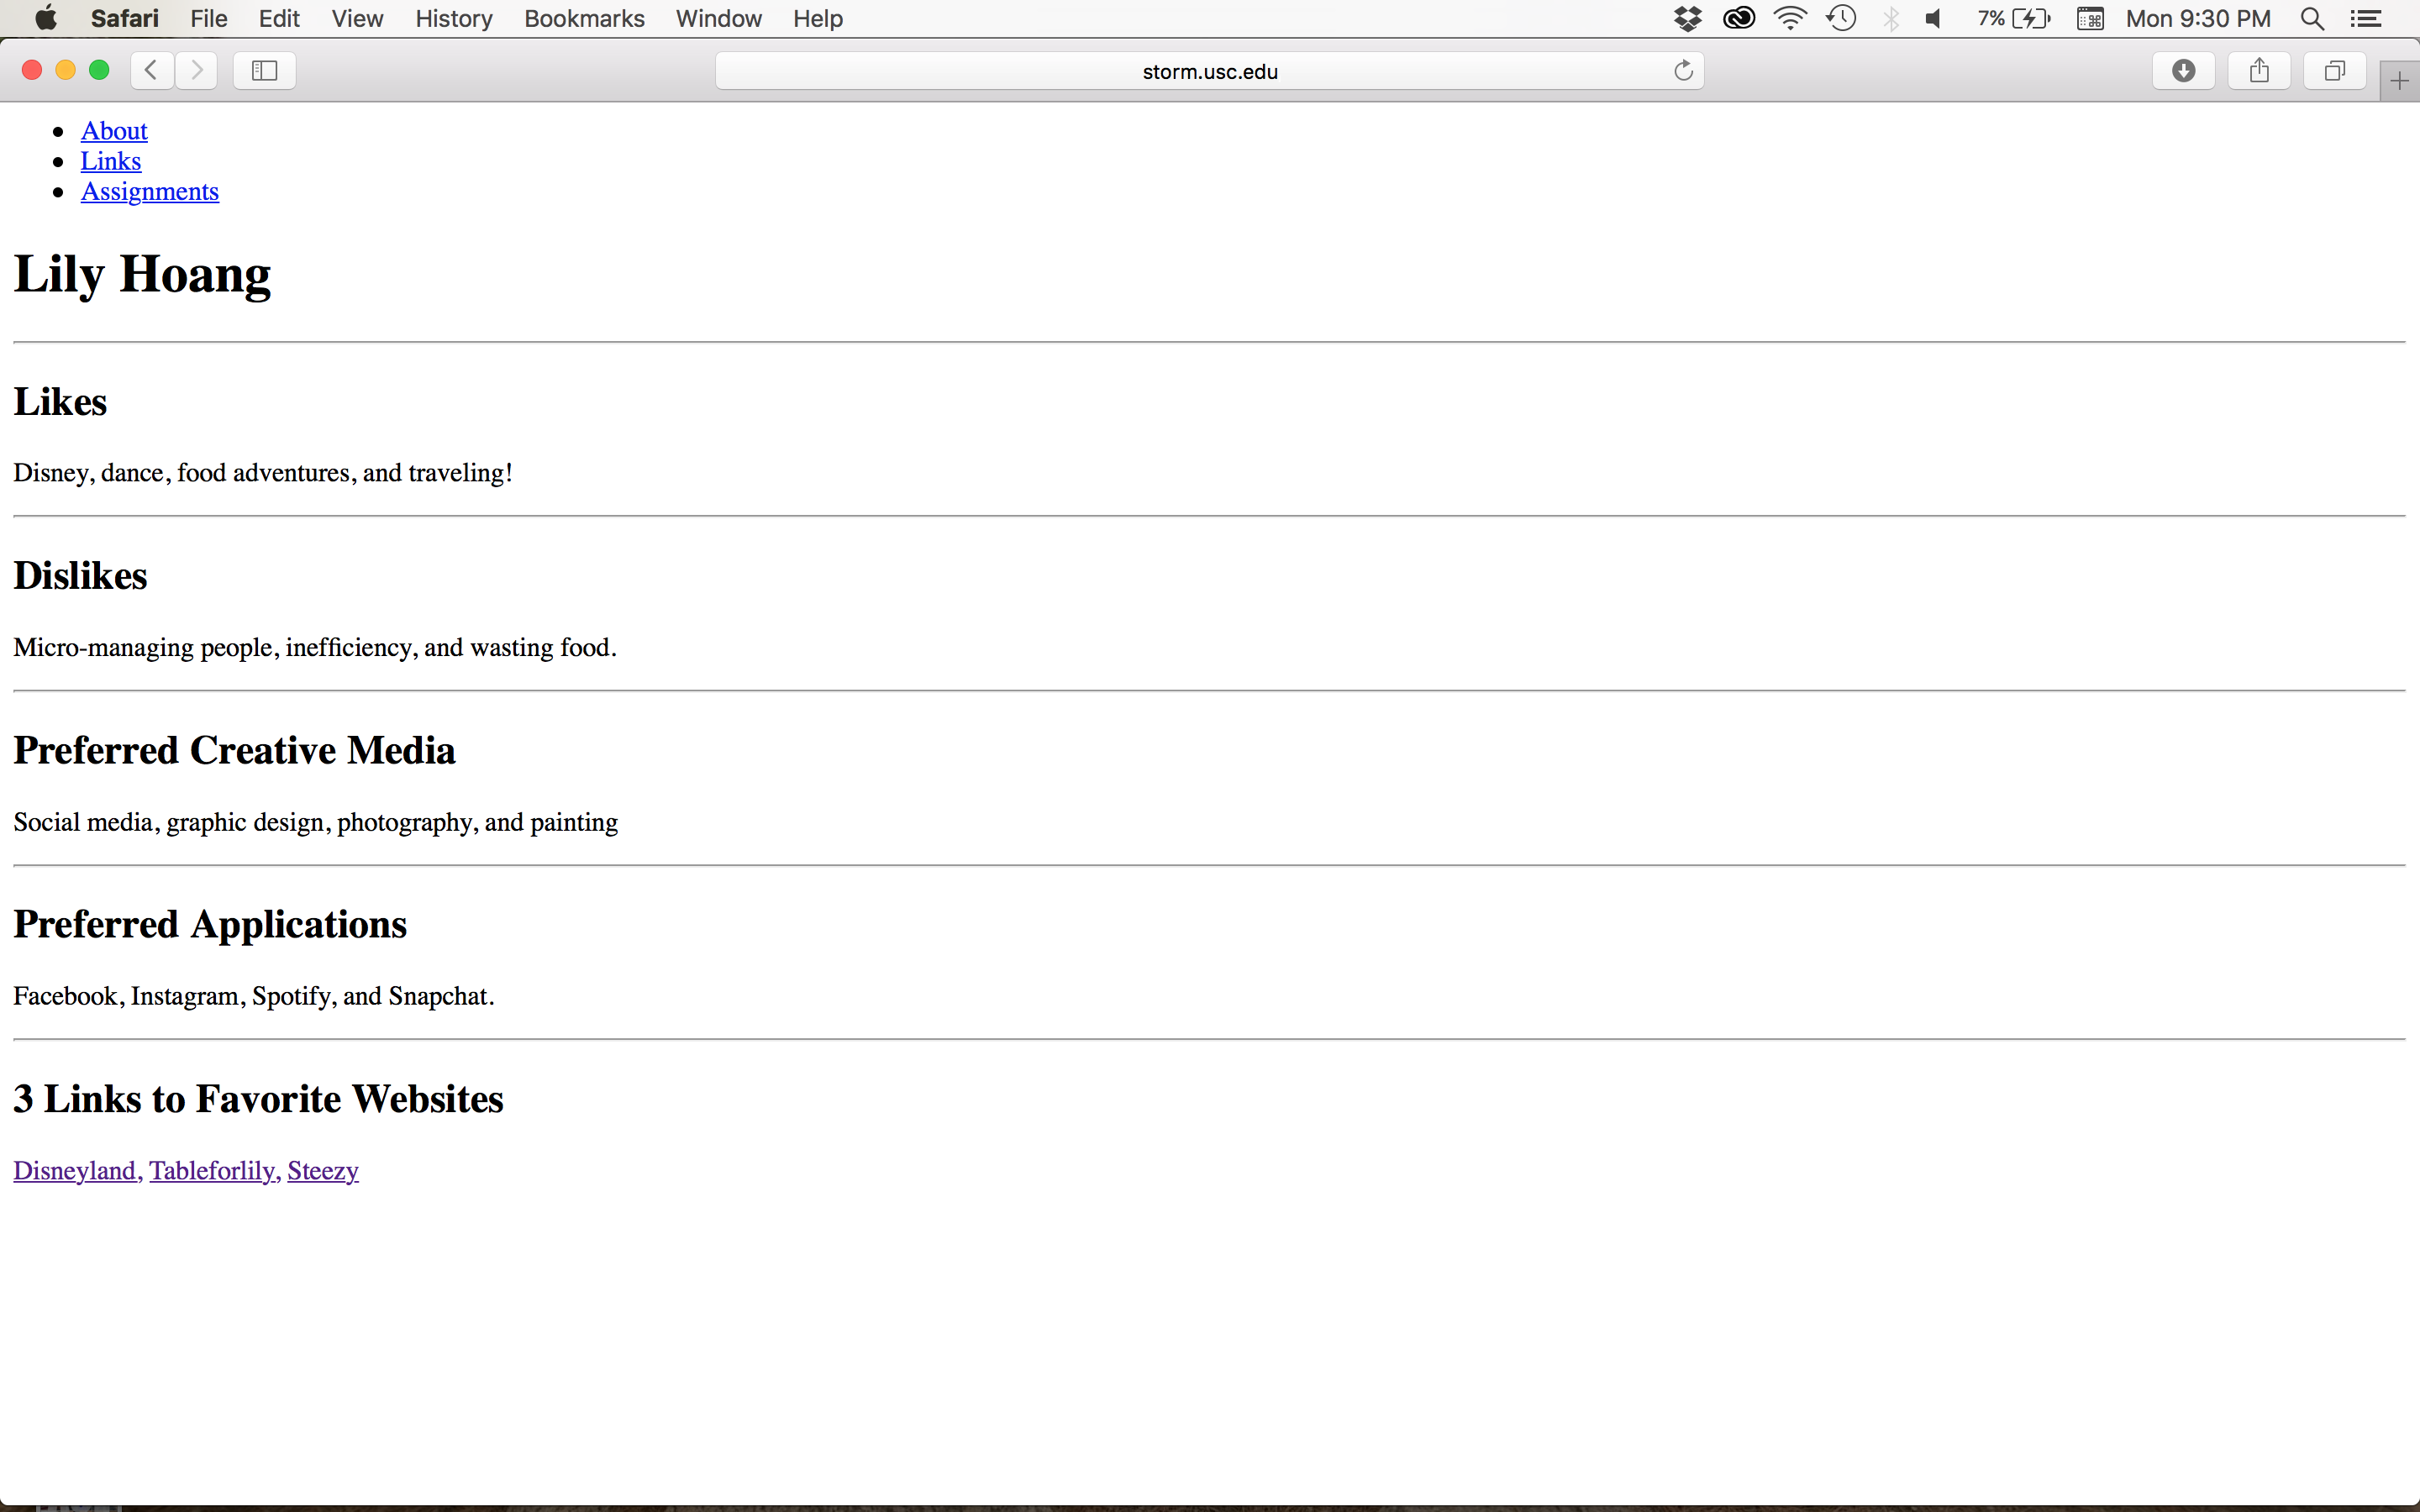 Safari File Edit View History Bookmarks Window Help 7% Mon 9:30 PM
storm.usc.edu
About
Links
Assignments
Lily Hoang
Likes
Disney, dance, food adventures, and traveling!
Dislikes
Micro-managing people, inefficiency, and wasting food.
Preferred Creative Media
Social media, graphic design, photography, and painting
Preferred Applications
Facebook, Instagram, Spotify, and Snapchat.
3 Links to Favorite Websites
Disneyland, Tableforlily, Steezy